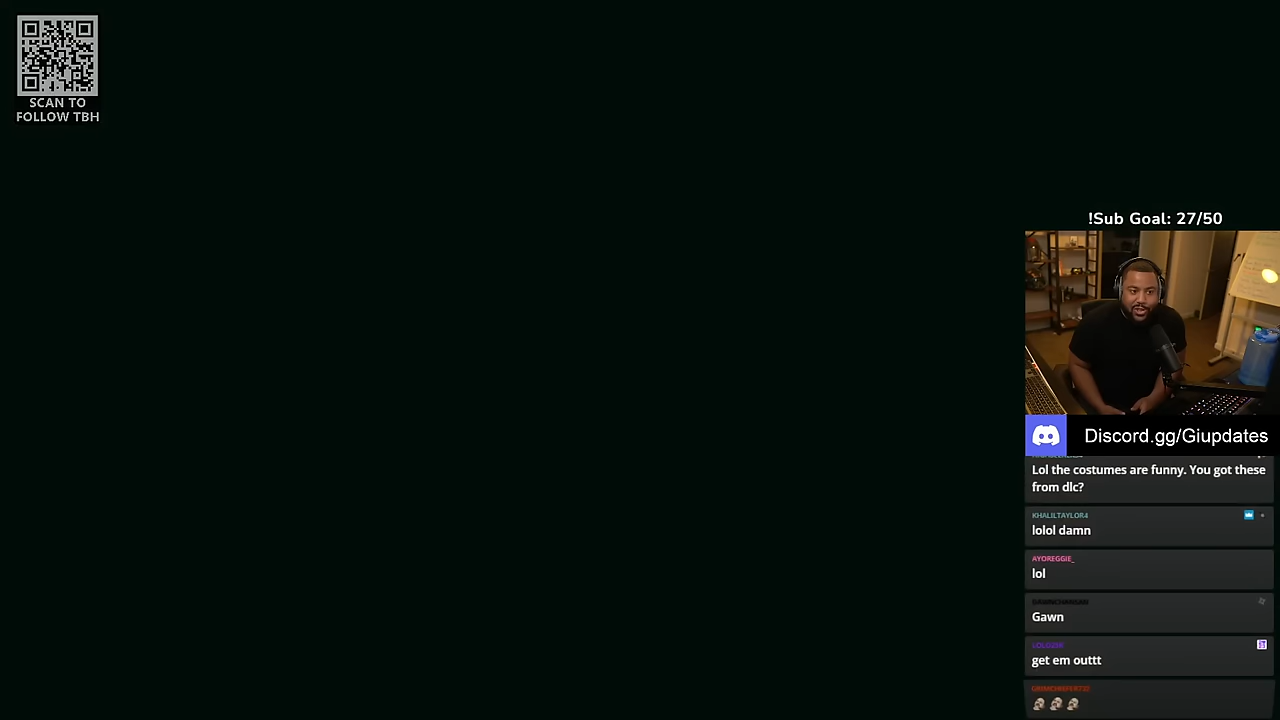 SCAN TO
FOLLOW TBH
!Sub Goal: 27/50
Discord.gg/Giupdates
Lol the costumes are funny. You got these
from dlc?
KHALILTAYLOR4
lolol damn
AYOREGGIE_
lol
Gawn
get em outtt